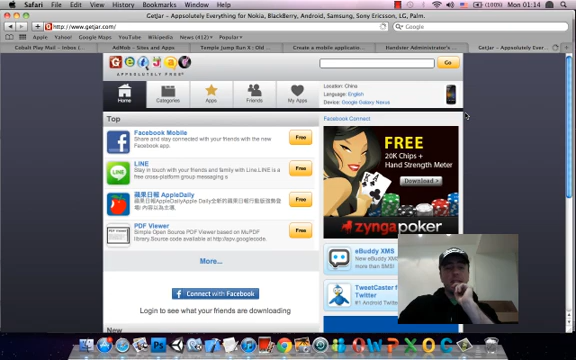 Safari File Edit View History Bookmarks Window Help
(100%) Mon 01:14
GetJar – Appsolutely Everything for Nokia, BlackBerry, Android, Samsung, Sony Ericsson, LG, Palm.
http://www.getjar.com/
Google
Apple Yahoo! Google Maps YouTube Wikipedia News (412) Popular
Cobalt Play Mail – Inbox (...
AdMob – Sites and Apps
Temple Jump Run X: Old ...
Create a mobile applicatio...
Handster Administrator's ...
GetJar – Appsolutely Ever...
GetJar
APPSOLUTELY FREE
Go
Home
Categories
Apps
Friends
My Apps
Location: China
Language: English
Device: Google Galaxy Nexus
Top
Facebook Connect
Facebook Mobile
Share and stay connected with your friends with the new Facebook app.
Free
LINE
Stay in touch with your friends and family with Line LINE is a free cross-platform group messaging s
Free
蘋果日報 AppleDaily
Free
PDF Viewer
Simple Open Source PDF Viewer based on MuPDF library.Source code available at http://apv.googlecode.
Free
More...
Connect with Facebook
Login to see what your friends are downloading
New
FREE
20K Chips +
Hand Strength Meter
Download
zynga poker
eBuddy XMS
more than SMS!
TweetCaster for Twitter
#1 Android Twitter